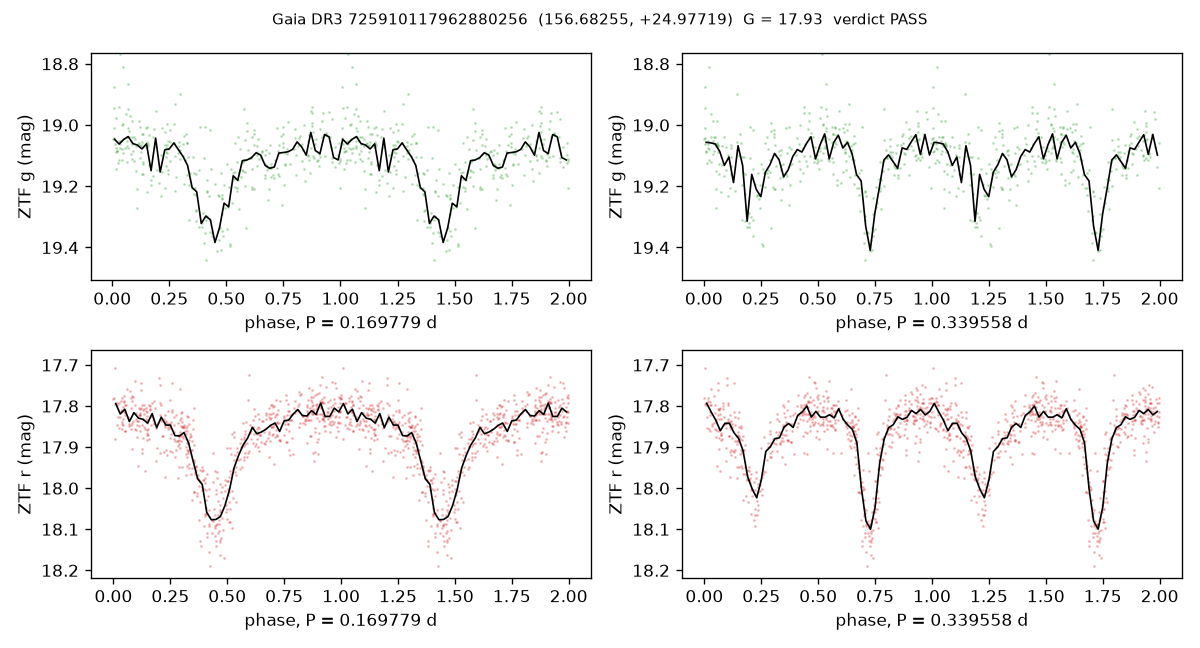 Gaia DR3 725910117962880256 (156.68255, +24.97719) G = 17.93 verdict PASS
ZTF g (mag)
18.8
19.0
19.2
19.4
0.00 0.25 0.50 0.75 1.00 1.25 1.50 1.75 2.00
phase, P = 0.169779 d
ZTF g (mag)
18.8
19.0
19.2
19.4
0.00 0.25 0.50 0.75 1.00 1.25 1.50 1.75 2.00
phase, P = 0.339558 d
ZTF r (mag)
17.7
17.8
17.9
18.0
18.1
18.2
0.00 0.25 0.50 0.75 1.00 1.25 1.50 1.75 2.00
phase, P = 0.169779 d
ZTF r (mag)
17.7
17.8
17.9
18.0
18.1
18.2
0.00 0.25 0.50 0.75 1.00 1.25 1.50 1.75 2.00
phase, P = 0.339558 d